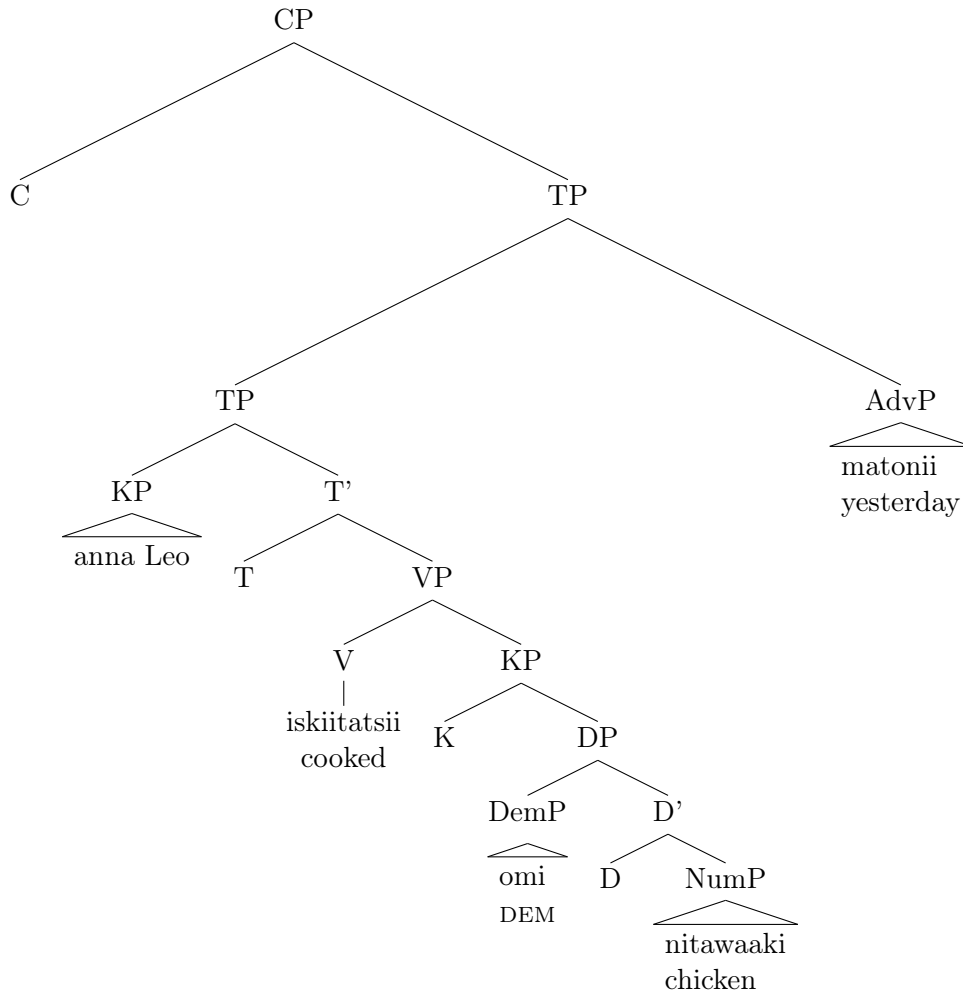 CP
C TP
TP AdvP
matonii
yesterday
KP T'
anna Leo
T VP
V KP
iskiitatsii
cooked
K DP
DemP D'
omi
DEM
D NumP
nitawaaki
chicken